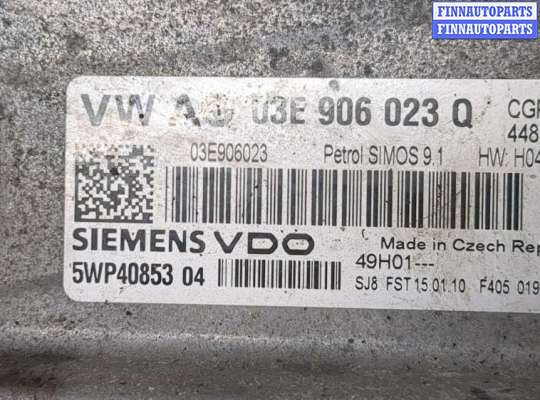 FINNAUTOPARTS
FINNAUTOPARTS
VW AG 03E 906 023 Q
CGP
448
03E906023 Petrol SIMOS 9.1 HW: H04
SIEMENS VDO
Made in Czech Rep
5WP40853 04
49H01---
SJ8 FST 15.01.10 F405 019